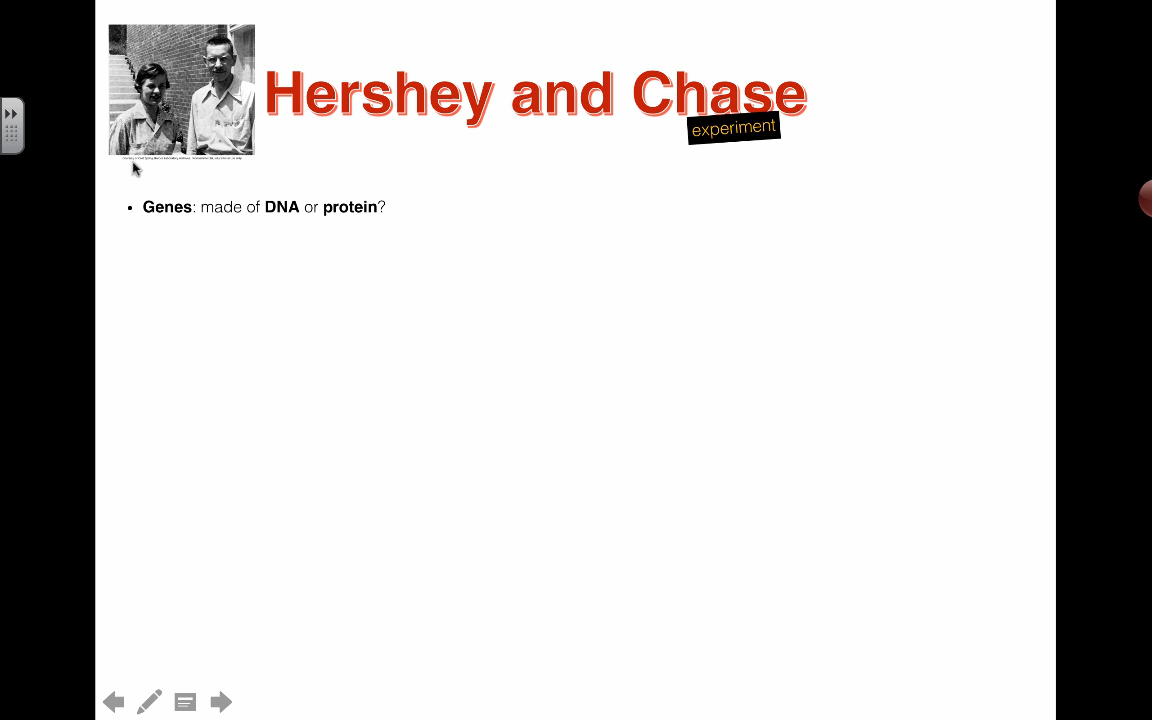 Hershey and Chase
experiment
• Genes: made of DNA or protein?